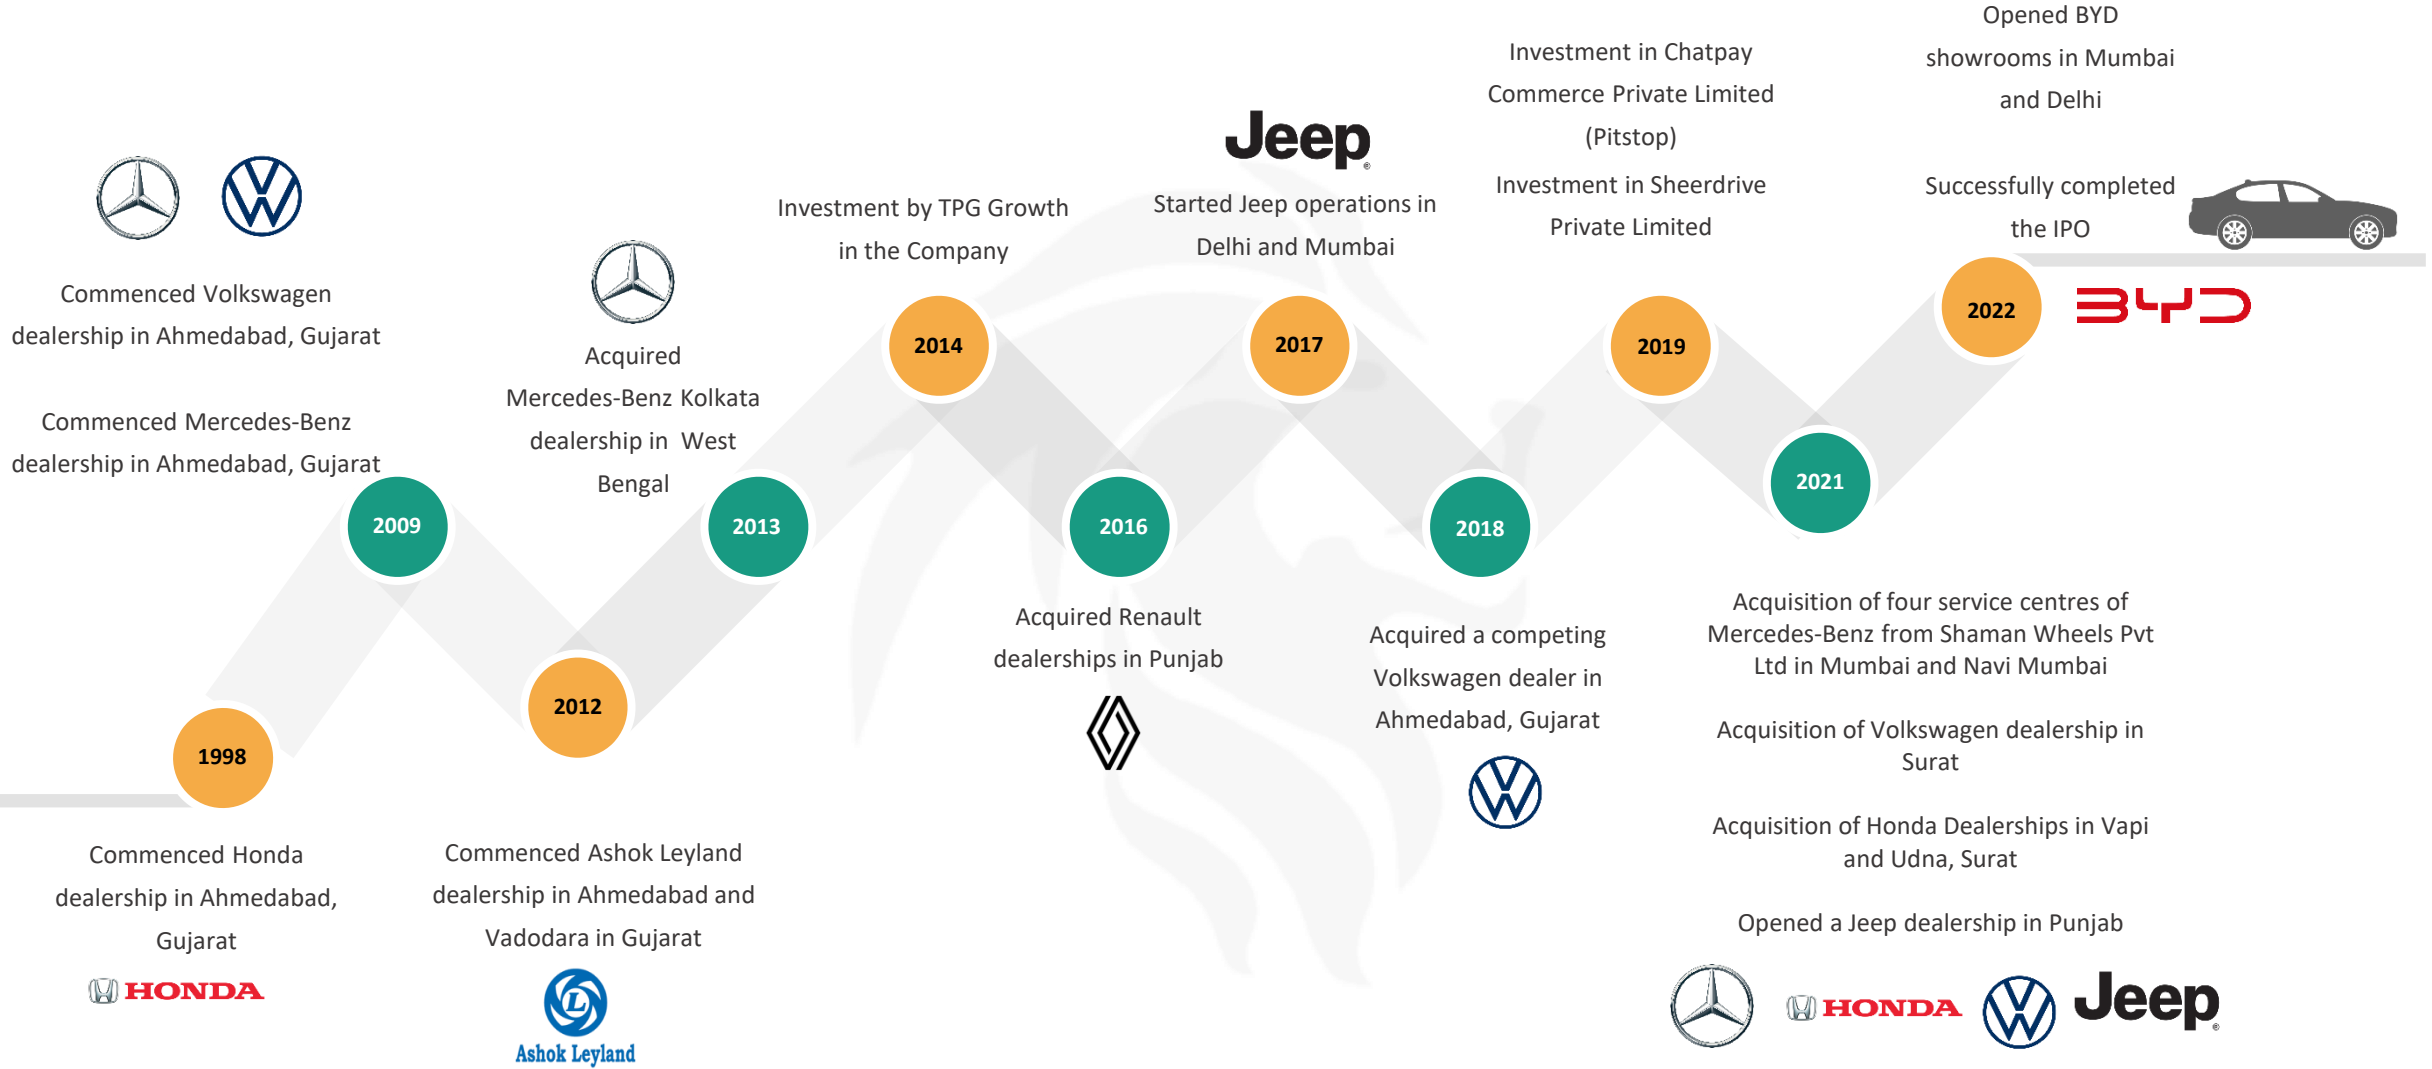 Commenced Volkswagen
dealership in Ahmedabad, Gujarat
Commenced Mercedes-Benz
dealership in Ahmedabad, Gujarat
2009
1998
Commenced Honda
dealership in Ahmedabad,
Gujarat
HONDA
2012
Commenced Ashok Leyland
dealership in Ahmedabad and
Vadodara in Gujarat
L
Ashok Leyland
Acquired
Mercedes-Benz Kolkata
dealership in West
Bengal
2013
Investment by TPG Growth
in the Company
2014
2016
Acquired Renault
dealerships in Punjab
Jeep
®
Started Jeep operations in
Delhi and Mumbai
2017
2018
Acquired a competing
Volkswagen dealer in
Ahmedabad, Gujarat
Investment in Chatpay
Commerce Private Limited
(Pitstop)
Investment in Sheerdrive
Private Limited
2019
2021
Acquisition of four service centres of
Mercedes-Benz from Shaman Wheels Pvt
Ltd in Mumbai and Navi Mumbai
Acquisition of Volkswagen dealership in
Surat
Acquisition of Honda Dealerships in Vapi
and Udna, Surat
Opened a Jeep dealership in Punjab
HONDA
Jeep
®
Opened BYD
showrooms in Mumbai
and Delhi
Successfully completed
the IPO
2022
BYD